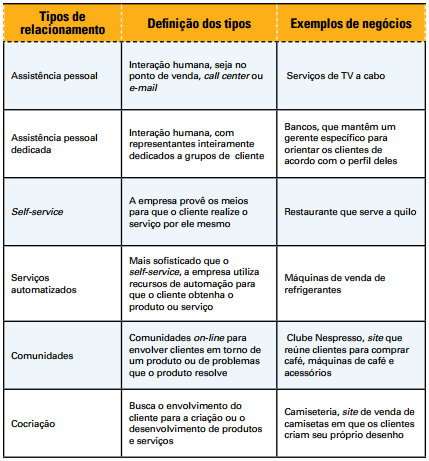 Tipos de relacionamento
Definição dos tipos
Exemplos de negócios
Assistência pessoal
Interação humana, seja no
ponto de venda, call center ou
e-mail
Serviços de TV a cabo
Assistência pessoal
dedicada
Interação humana, com
representantes inteiramente
dedicados a grupos de cliente
Bancos, que mantêm um
gerente específico para
orientar os clientes de
acordo com o perfil deles
Self-service
A empresa provê os meios
para que o cliente realize o
serviço por ele mesmo
Restaurante que serve a quilo
Serviços
automatizados
Mais sofisticado que o
self-service, a empresa utiliza
recursos de automação para
que o cliente obtenha o
produto ou serviço
Máquinas de venda de
refrigerantes
Comunidades
Comunidades on-line para
envolver clientes em torno de
um produto ou de problemas
que o produto resolve
Clube Nespresso, site que
reúne clientes para comprar
café, máquinas de café e
acessórios
Cocriação
Busca o envolvimento do
cliente para a criação ou o
desenvolvimento de produtos
e serviços
Camiseteria, site de venda de
camisetas em que os clientes
criam seu próprio desenho